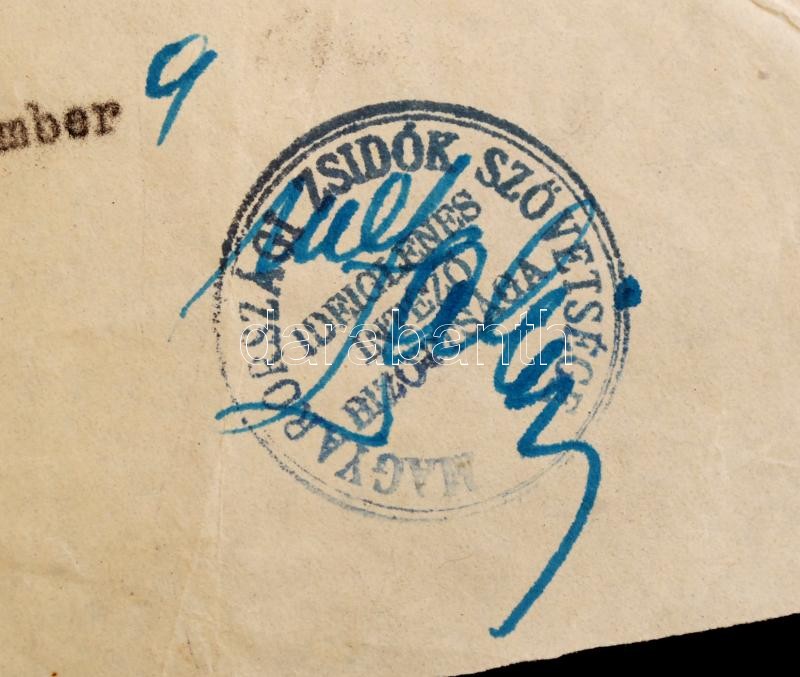 mber 9
MAGYARORSZÁGI ZSIDÓK SZÖVETSÉGE
IDEIGLENES
INTÉZŐ
BIZOTTSÁGA
darabanth